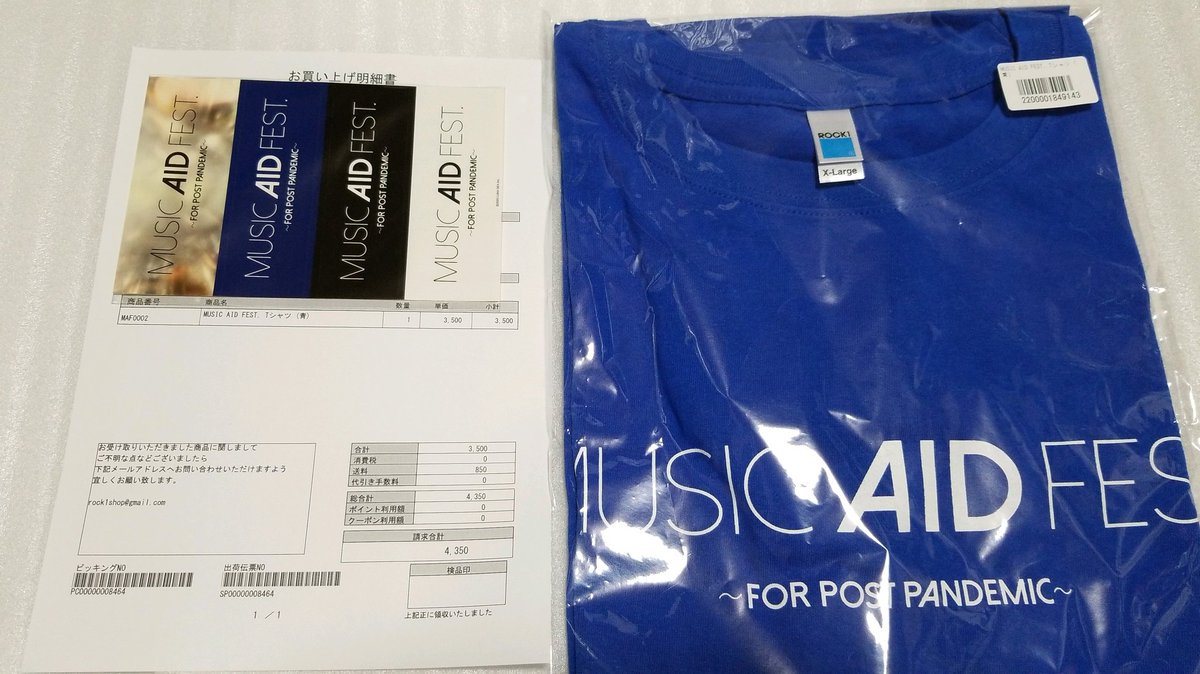 お買い上げ明細書
MUSIC AID FEST.
~FOR POST PANDEMIC~
MUSIC AID FEST.
~FOR POST PANDEMIC~
MUSIC AID FEST.
~FOR POST PANDEMIC~
MUSIC AID FEST.
~FOR POST PANDEMIC~
商品番号 商品名 数量 単価 小計
MAF0002 MUSIC AID FEST. Tシャツ (青) 1 3,500 3,500
お受け取りいただきました商品に関しまして
ご不明な点などございましたら
下記メールアドレスへお問い合わせいただけますよう
宜しくお願い致します。
rock1shop@gmail.com
合計 3,500
消費税 0
送料 850
代引き手数料 0
総合計 4,350
ポイント利用額 0
クーポン利用額 0
請求合計
4,350
ピッキングNO 出荷伝票NO
PCD0000008464 SP00000008464
検品印
1 / 1
上記正に領収いたしました
MUSIC AID FEST. Tシャツ
2200001849143
ROCK1
X-Large
MUSIC AID FES
~FOR POST PANDEMIC~